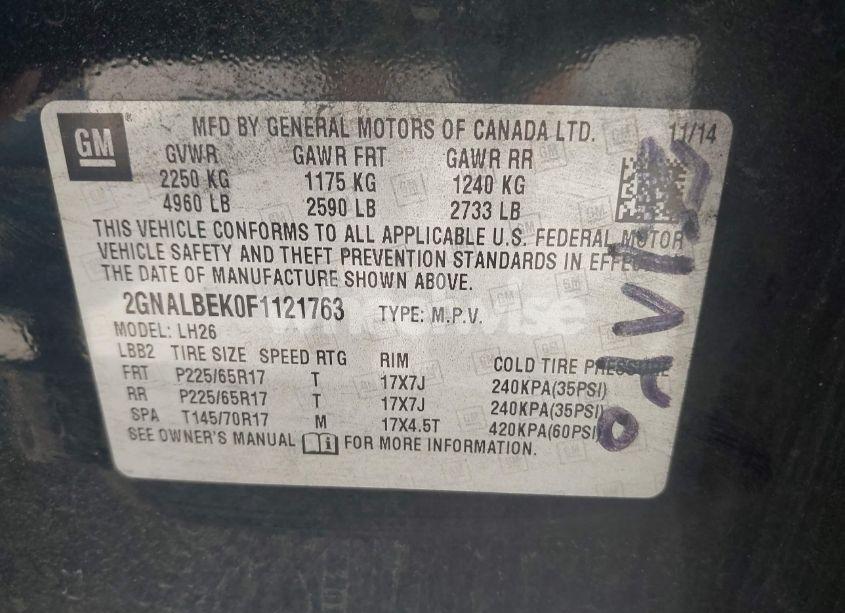 GM ® MFD BY GENERAL MOTORS OF CANADA LTD. 11/14
GVWR GAWR FRT GAWR RR
2250 KG 1175 KG 1240 KG
4960 LB 2590 LB 2733 LB
THIS VEHICLE CONFORMS TO ALL APPLICABLE U.S. FEDERAL MOTOR
VEHICLE SAFETY AND THEFT PREVENTION STANDARDS IN EFFECT
THE DATE OF MANUFACTURE SHOWN ABOVE.
2GNALBEK0F1121763 TYPE: M.P.V.
MODEL: LH26
LBB2 TIRE SIZE SPEED RTG RIM COLD TIRE PRESSURE
FRT P225/65R17 T 17X7J 240KPA(35PSI)
RR P225/65R17 T 17X7J 240KPA(35PSI)
SPA T145/70R17 M 17X4.5T 420KPA(60PSI)
SEE OWNER'S MANUAL FOR MORE INFORMATION.